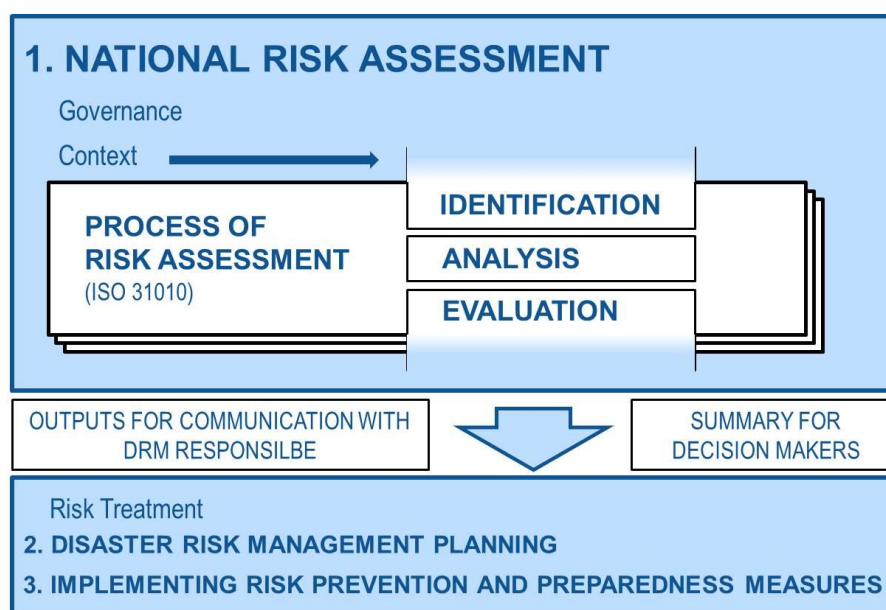 1. NATIONAL RISK ASSESSMENT
Governance
Context
PROCESS OF
RISK ASSESSMENT
(ISO 31010)
IDENTIFICATION
ANALYSIS
EVALUATION
OUTPUTS FOR COMMUNICATION WITH
DRM RESPONSILBE
SUMMARY FOR
DECISION MAKERS
Risk Treatment
2. DISASTER RISK MANAGEMENT PLANNING
3. IMPLEMENTING RISK PREVENTION AND PREPAREDNESS MEASURES